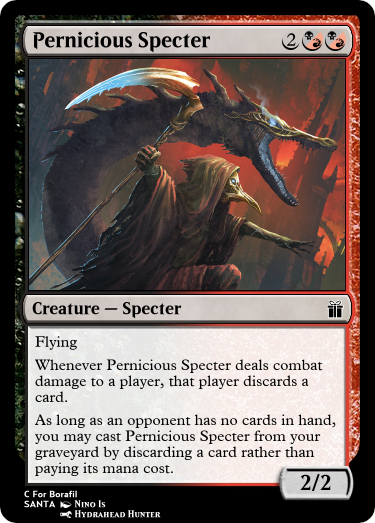 Pernicious Specter 2
Creature — Specter
Flying
Whenever Pernicious Specter deals combat
damage to a player, that player discards a
card.
As long as an opponent has no cards in hand,
you may cast Pernicious Specter from your
graveyard by discarding a card rather than
paying its mana cost.
2/2
C For Borafil
SANTA Nino Is
Hydrahead Hunter